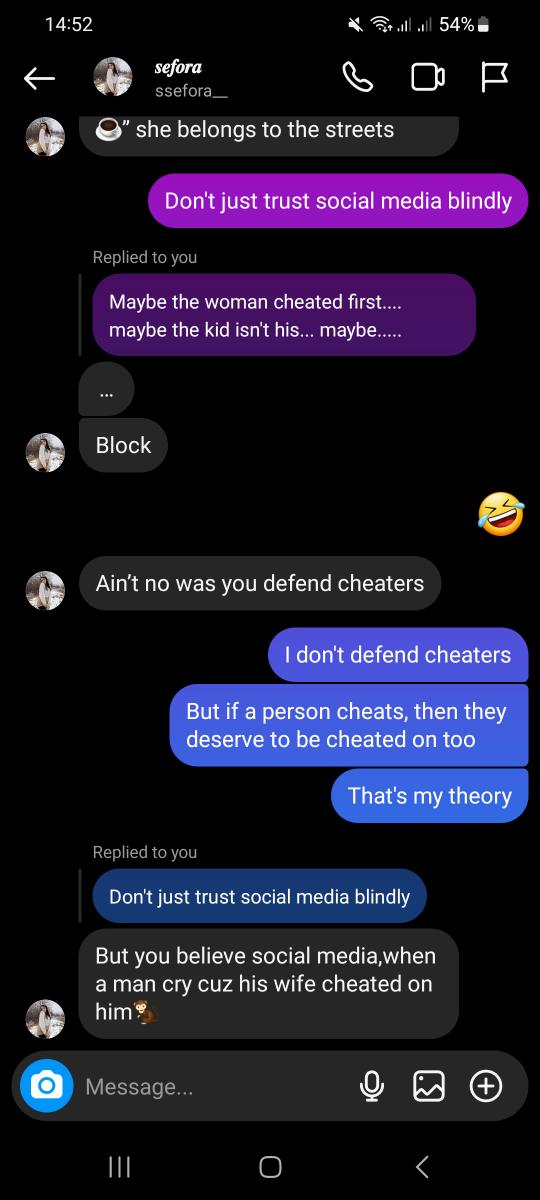 14:52
54%
sefora
ssefora__
☕” she belongs to the streets
Don't just trust social media blindly
Replied to you
Maybe the woman cheated first....
maybe the kid isn't his... maybe.....
...
Block
🤣
Ain’t no was you defend cheaters
I don't defend cheaters
But if a person cheats, then they
deserve to be cheated on too
That's my theory
Replied to you
Don't just trust social media blindly
But you believe social media,when
a man cry cuz his wife cheated on
him🐒
Message...